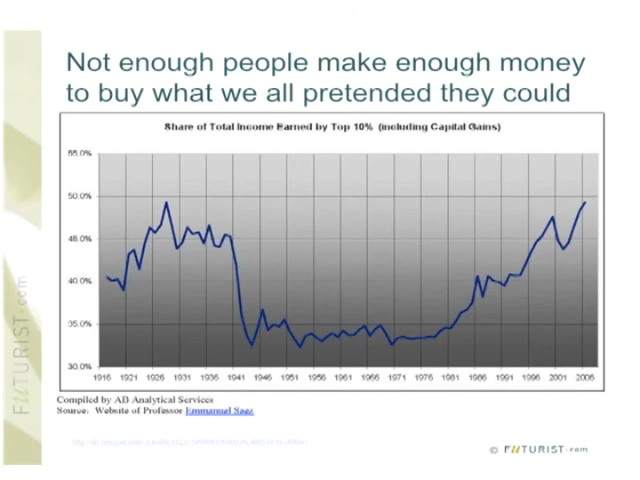 Not enough people make enough money
to buy what we all pretended they could
Share of Total Income Earned by Top 10% (including Capital Gains)
55.0%
50.0%
45.0%
40.0%
35.0%
30.0%
1916 1921 1926 1931 1936 1941 1946 1951 1956 1961 1966 1971 1976 1981 1986 1991 1996 2001 2006
Compiled by AD Analytical Services
Source: Website of Professor Emmanuel Saez
© FUTURIST.com
FUTURIST.com